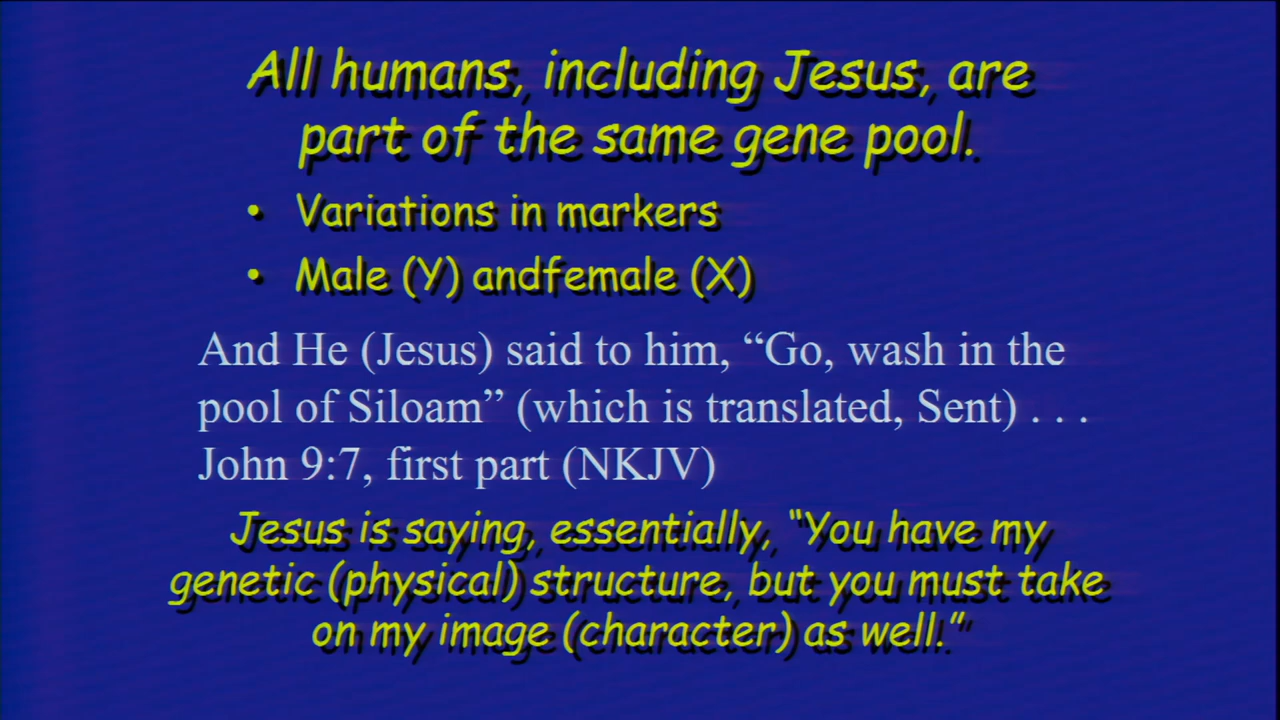 All humans, including Jesus, are
part of the same gene pool.
• Variations in markers
• Male (Y) andfemale (X)
And He (Jesus) said to him, “Go, wash in the
pool of Siloam” (which is translated, Sent) . . .
John 9:7, first part (NKJV)
Jesus is saying, essentially, “You have my
genetic (physical) structure, but you must take
on my image (character) as well.”